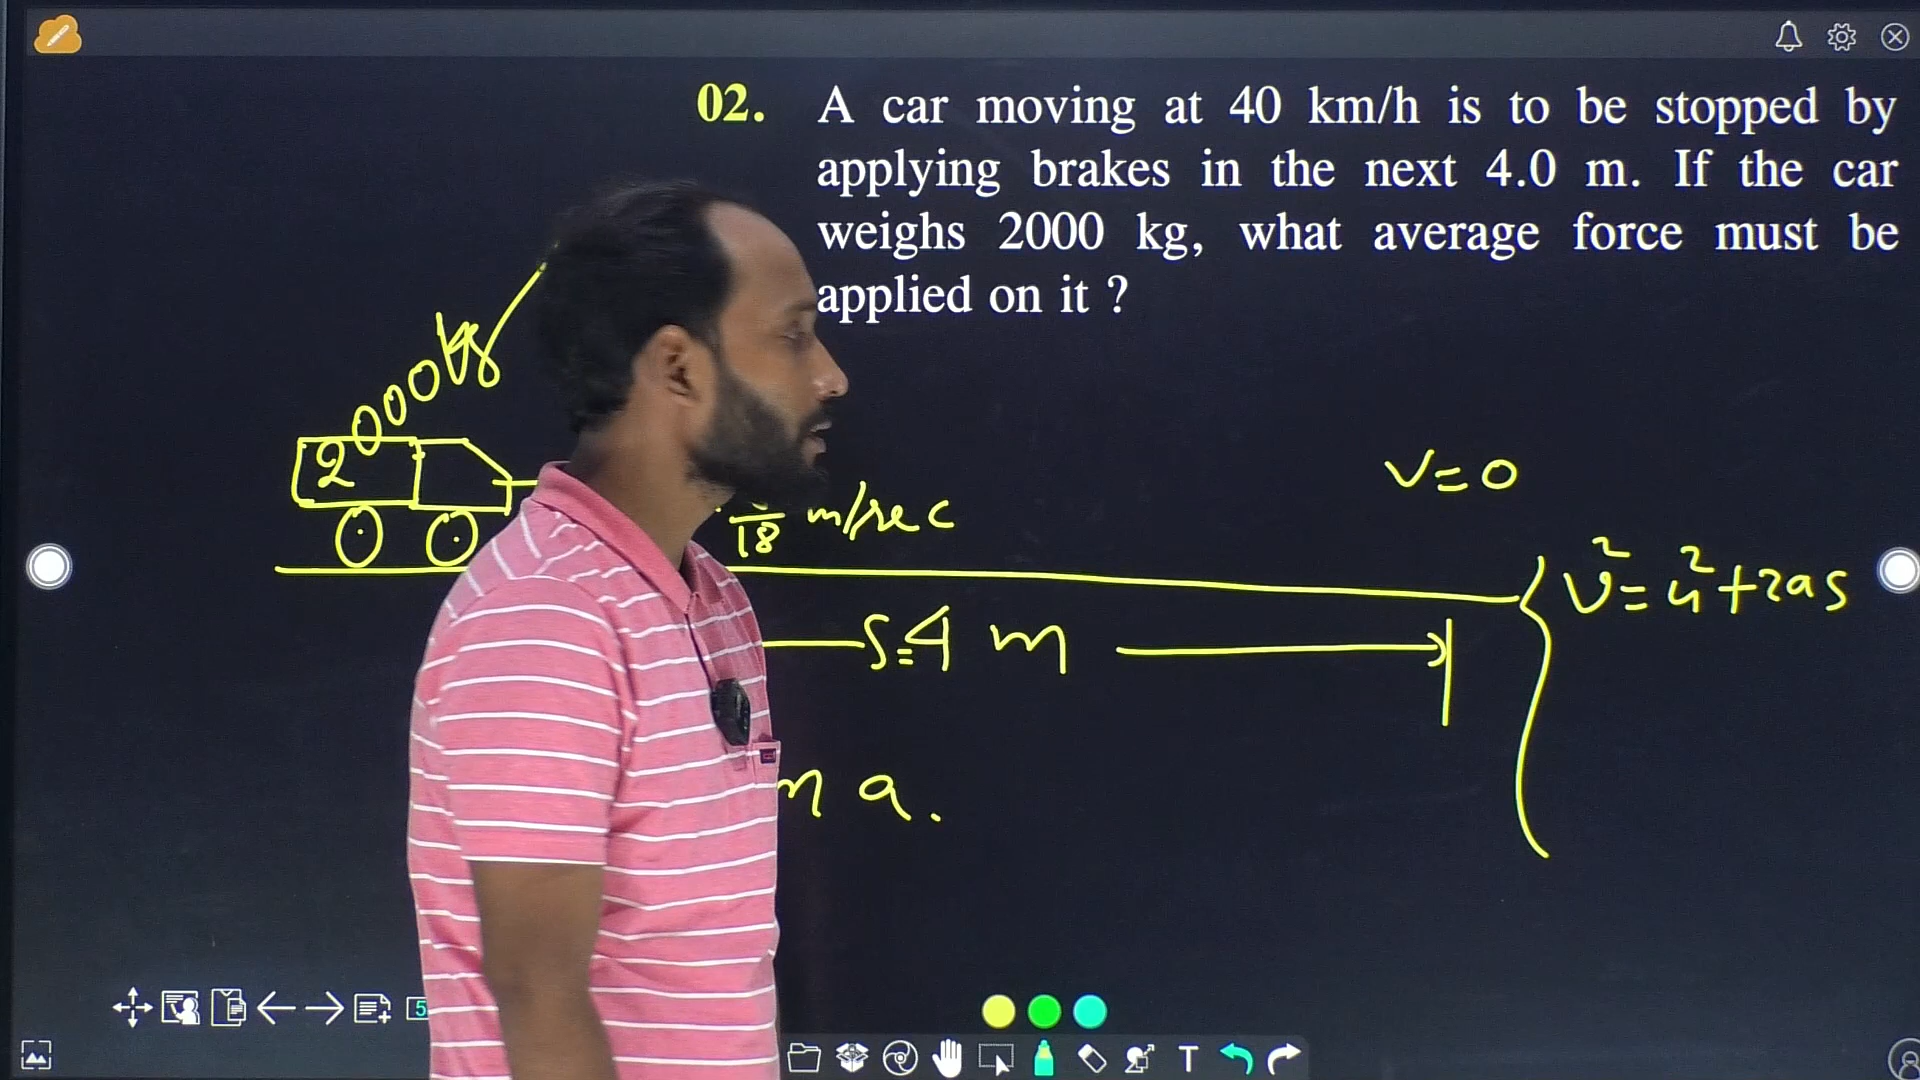 02. A car moving at 40 km/h is to be stopped by
applying brakes in the next 4.0 m. If the car
weighs 2000 kg, what average force must be
applied on it ?
2000kg
V=0
18 m/sec
v²=u²+2as
S=4 m
m a.
T
5